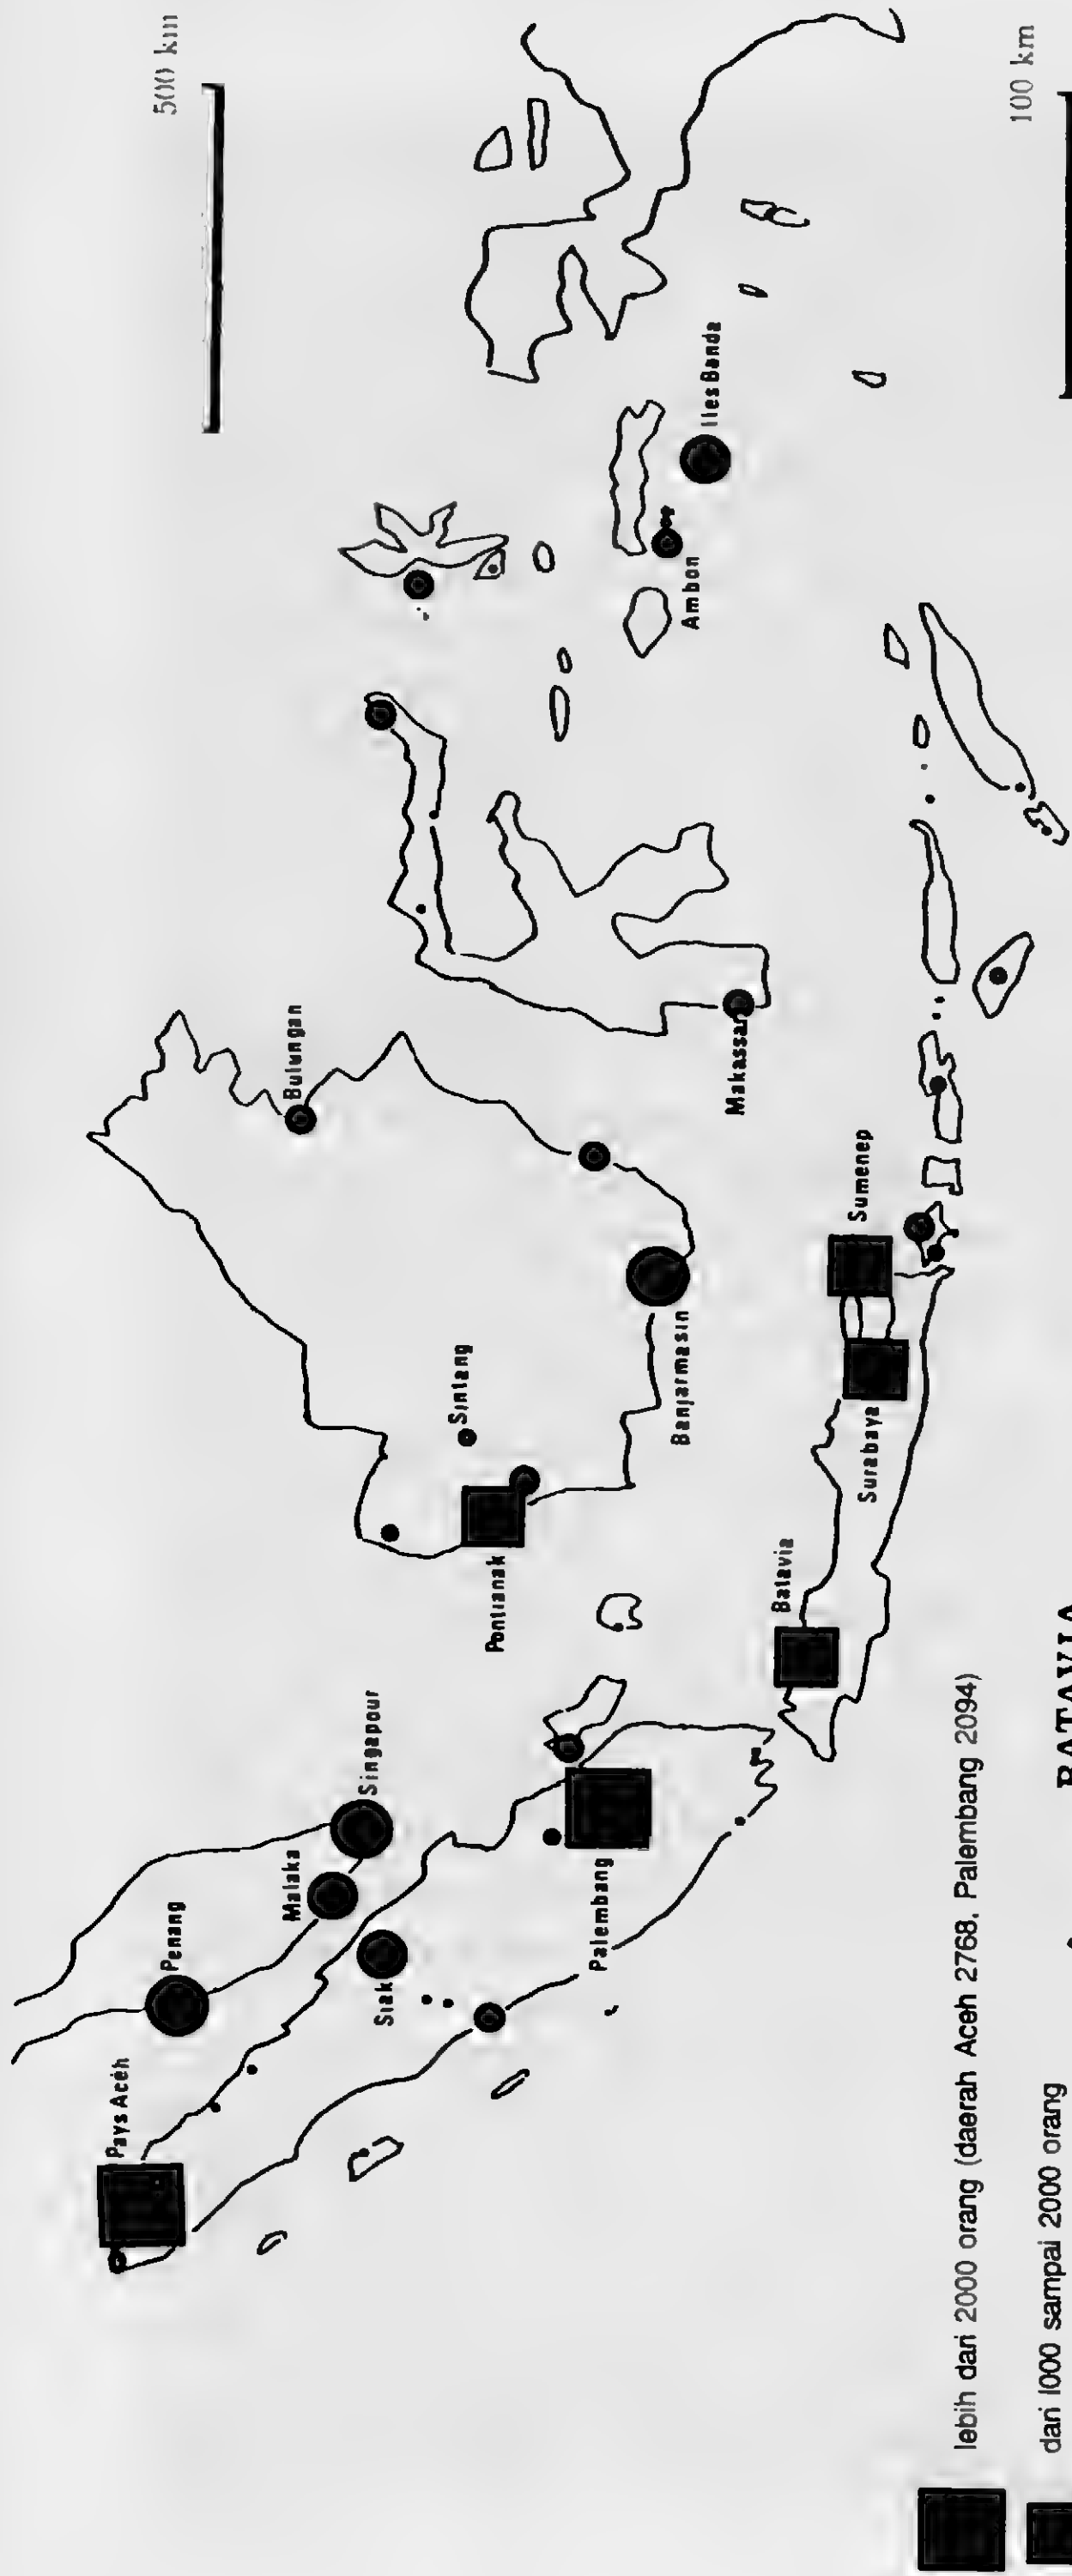 500 km
Pays Acéh
Penang
Malaka
Singapour
Siak
Palembang
Pontianak
Sintang
Bulungan
Banjarmasin
Batavia
Surabaya
Sumenep
Makassar
Ambon
Iles Banda
100 km
lebih dari 2000 orang (daerah Aceh 2768, Palembang 2094)
dari 1000 sampai 2000 orang
BATAVIA